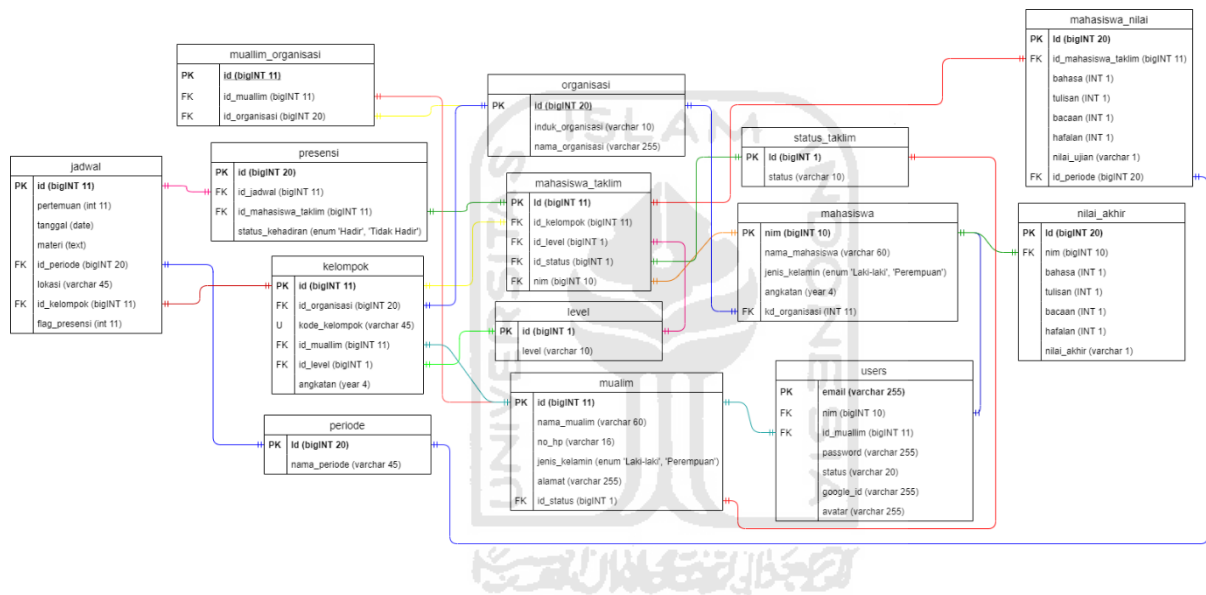 muallim_organisasi
PK id (bigINT 11)
FK id_muallim (bigINT 11)
FK id_organisasi (bigINT 20)
organisasi
PK Id (bigINT 20)
induk_organisasi (varchar 10)
nama_organisasi (varchar 255)
mahasiswa_nilai
PK Id (bigINT 20)
FK id_mahasiswa_taklim (bigINT 11)
bahasa (INT 1)
tulisan (INT 1)
bacaan (INT 1)
hafalan (INT 1)
nilai_ujian (varchar 1)
FK id_periode (bigINT 20)
status_taklim
PK Id (bigINT 1)
status (varchar 10)
presensi
PK id (bigINT 20)
FK id_jadwal (bigINT 11)
FK id_mahasiswa_taklim (bigINT 11)
status_kehadiran (enum 'Hadir', 'Tidak Hadir')
jadwal
PK id (bigINT 11)
pertemuan (int 11)
tanggal (date)
materi (text)
FK id_periode (bigINT 20)
lokasi (varchar 45)
FK id_kelompok (bigINT 11)
flag_presensi (int 11)
mahasiswa_taklim
PK Id (bigINT 11)
FK id_kelompok (bigINT 11)
FK id_level (bigINT 1)
FK id_status (bigINT 1)
FK nim (bigINT 10)
mahasiswa
PK nim (bigINT 10)
nama_mahasiswa (varchar 60)
jenis_kelamin (enum 'Laki-laki', 'Perempuan')
angkatan (year 4)
FK kd_organisasi (INT 11)
nilai_akhir
PK Id (bigINT 20)
FK nim (bigINT 10)
bahasa (INT 1)
tulisan (INT 1)
bacaan (INT 1)
hafalan (INT 1)
nilai_akhir (varchar 1)
kelompok
PK id (bigINT 11)
FK id_organisasi (bigINT 20)
U kode_kelompok (varchar 45)
FK id_muallim (bigINT 11)
FK id_level (bigINT 1)
angkatan (year 4)
level
PK id (bigINT 1)
level (varchar 10)
mualim
PK id (bigINT 11)
nama_mualim (varchar 60)
no_hp (varchar 16)
jenis_kelamin (enum 'Laki-laki', 'Perempuan')
alamat (varchar 255)
FK id_status (bigINT 1)
users
PK email (varchar 255)
FK nim (bigINT 10)
FK id_muallim (bigINT 11)
password (varchar 255)
status (varchar 20)
google_id (varchar 255)
avatar (varchar 255)
periode
PK Id (bigINT 20)
nama_periode (varchar 45)
UNIVERSITAS
ISLAM
INDONESIA